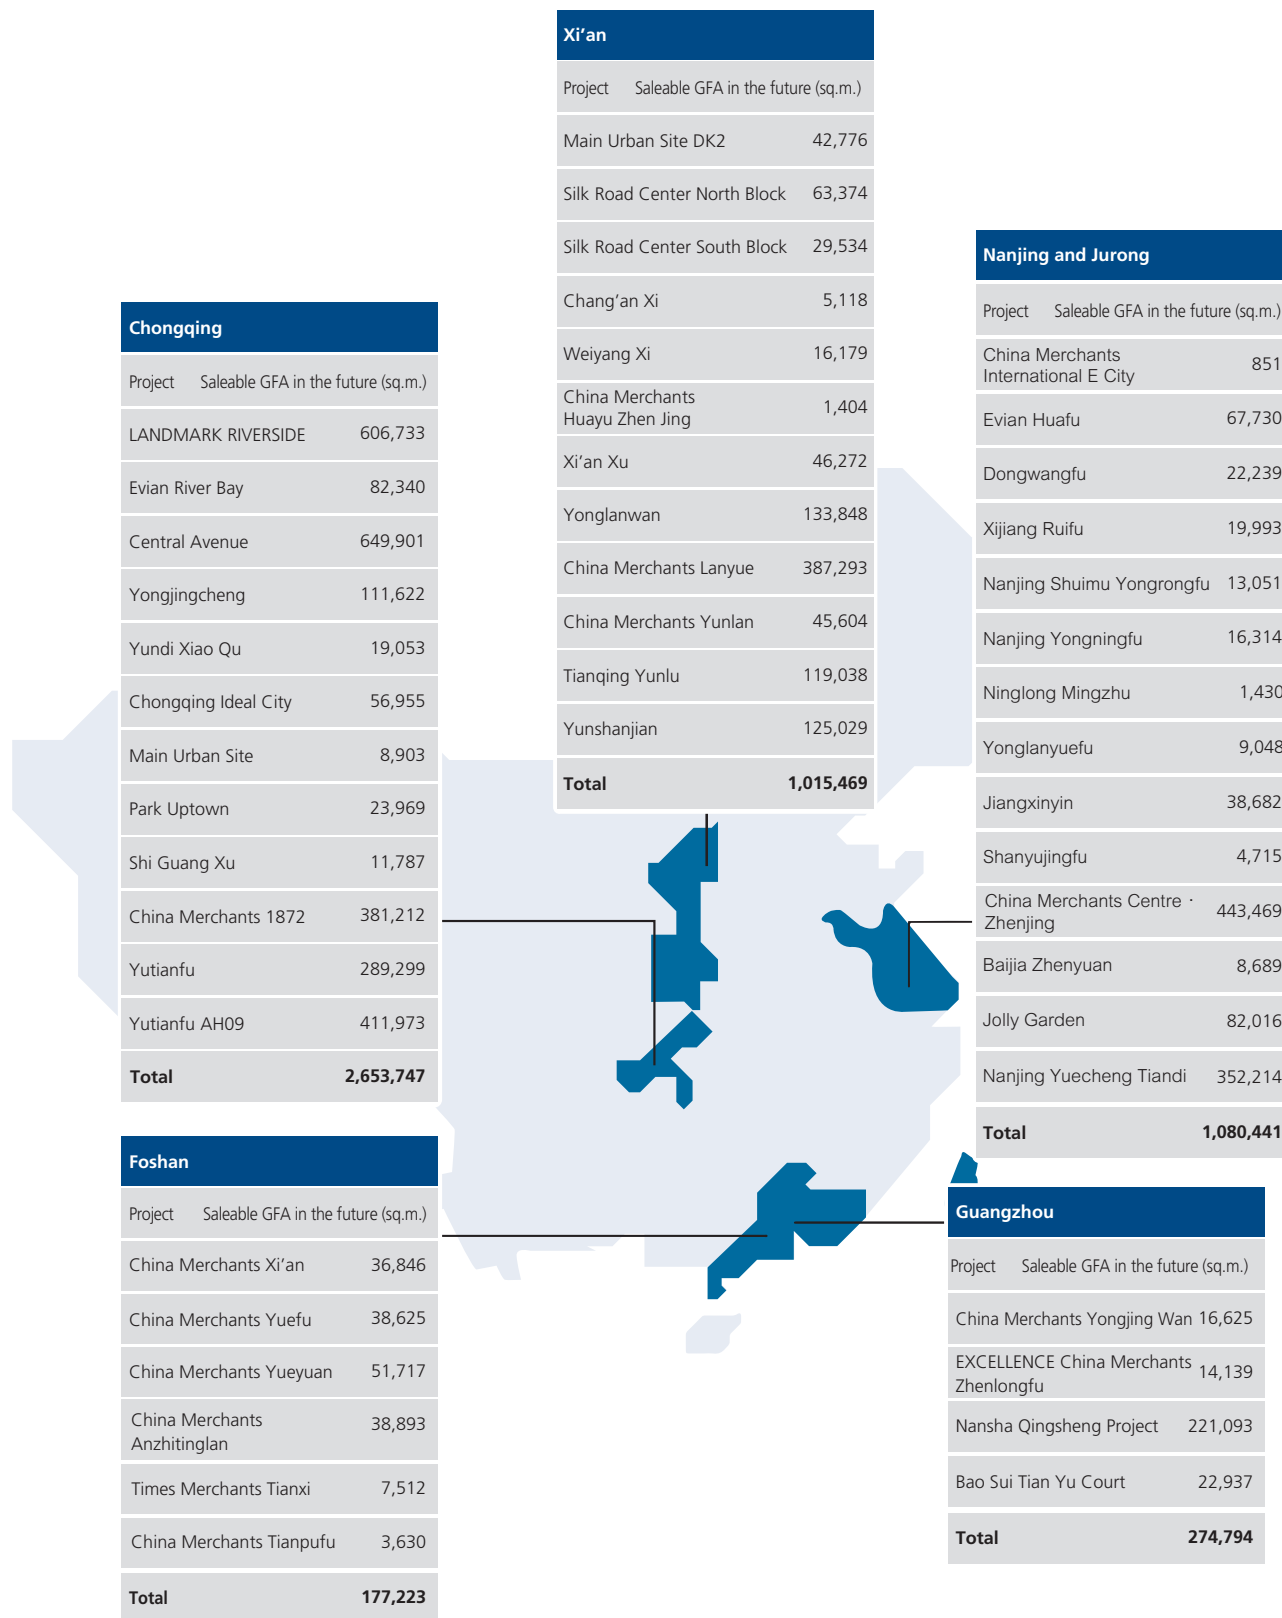 Xi’an
Project Saleable GFA in the future (sq.m.)
Main Urban Site DK2 42,776
Silk Road Center North Block 63,374
Silk Road Center South Block 29,534
Chang’an Xi 5,118
Weiyang Xi 16,179
China Merchants
Huayu Zhen Jing 1,404
Xi’an Xu 46,272
Yonglanwan 133,848
China Merchants Lanyue 387,293
China Merchants Yunlan 45,604
Tianqing Yunlu 119,038
Yunshanjian 125,029
Total 1,015,469
Nanjing and Jurong
Project Saleable GFA in the future (sq.m.)
China Merchants
International E City 851
Evian Huafu 67,730
Dongwangfu 22,239
Xijiang Ruifu 19,993
Nanjing Shuimu Yongrongfu 13,051
Nanjing Yongningfu 16,314
Ninglong Mingzhu 1,430
Yonglanyuefu 9,048
Jiangxinyin 38,682
Shanyujingfu 4,715
China Merchants Centre ·
Zhenjing 443,469
Baijia Zhenyuan 8,689
Jolly Garden 82,016
Nanjing Yuecheng Tiandi 352,214
Total 1,080,441
Chongqing
Project Saleable GFA in the future (sq.m.)
LANDMARK RIVERSIDE 606,733
Evian River Bay 82,340
Central Avenue 649,901
Yongjingcheng 111,622
Yundi Xiao Qu 19,053
Chongqing Ideal City 56,955
Main Urban Site 8,903
Park Uptown 23,969
Shi Guang Xu 11,787
China Merchants 1872 381,212
Yutianfu 289,299
Yutianfu AH09 411,973
Total 2,653,747
Foshan
Project Saleable GFA in the future (sq.m.)
China Merchants Xi’an 36,846
China Merchants Yuefu 38,625
China Merchants Yueyuan 51,717
China Merchants
Anzhitinglan 38,893
Times Merchants Tianxi 7,512
China Merchants Tianpufu 3,630
Total 177,223
Guangzhou
Project Saleable GFA in the future (sq.m.)
China Merchants Yongjing Wan 16,625
EXCELLENCE China Merchants
Zhenlongfu 14,139
Nansha Qingsheng Project 221,093
Bao Sui Tian Yu Court 22,937
Total 274,794